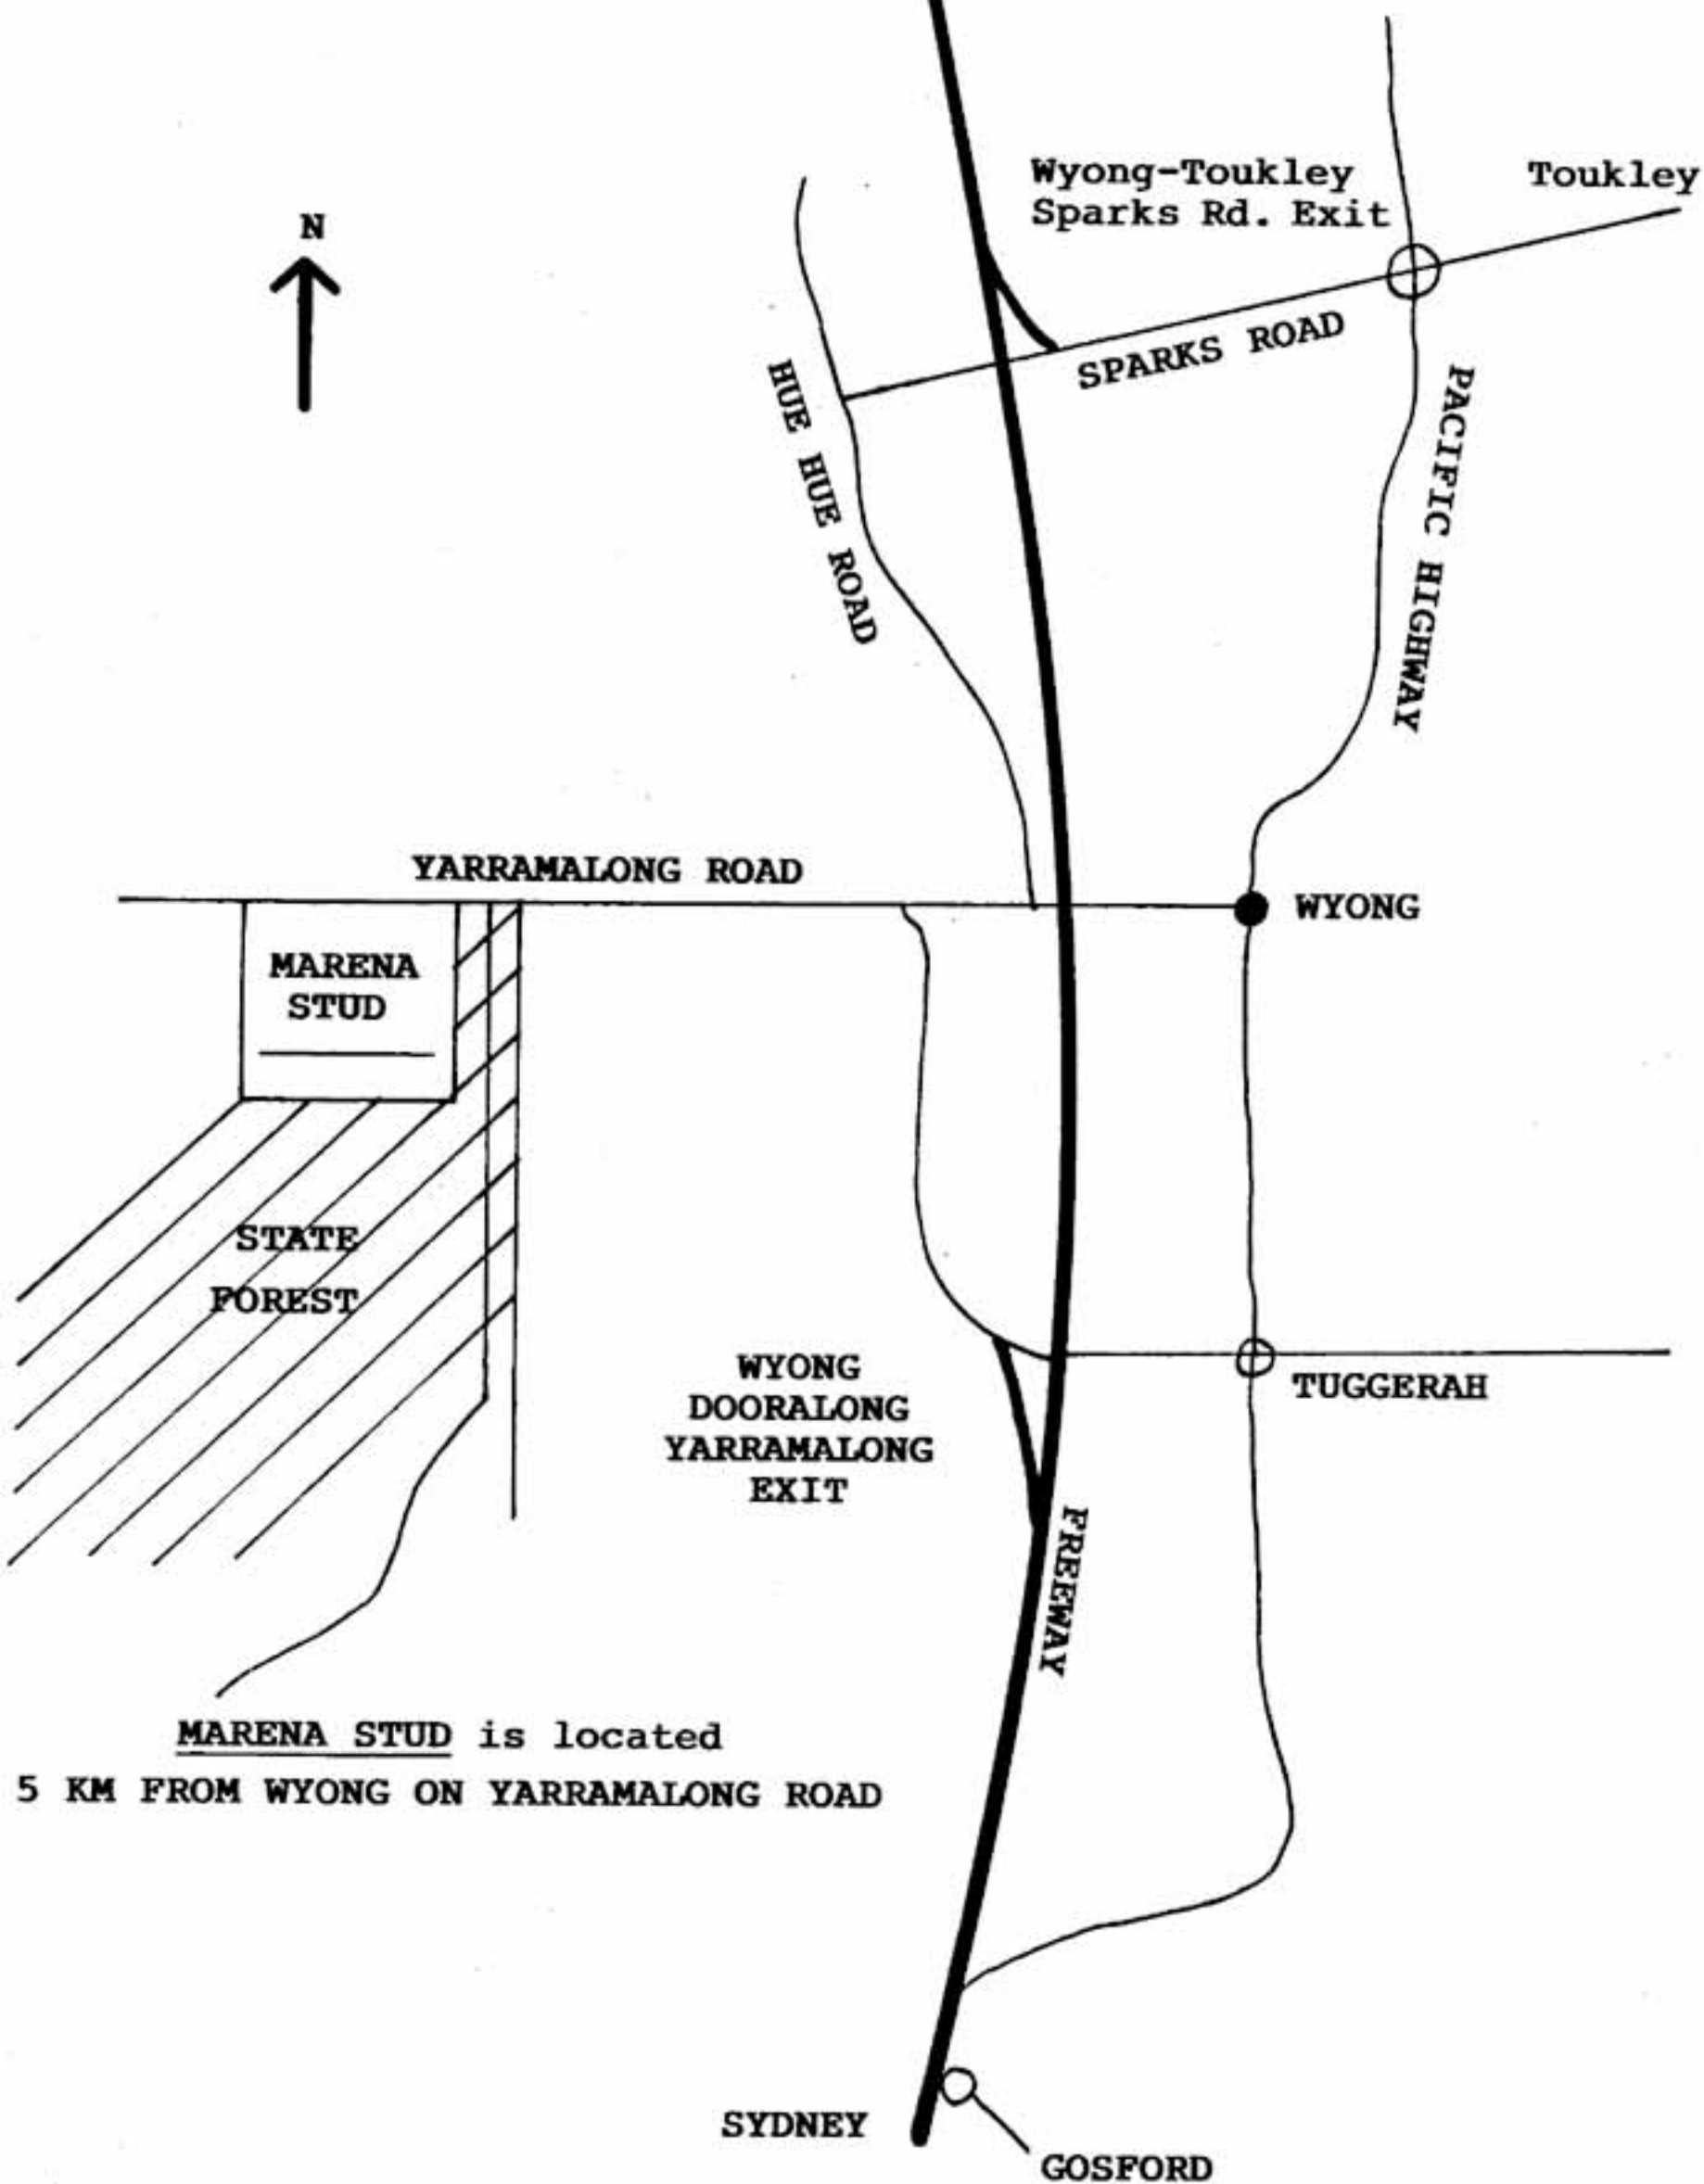 Wyong-Toukley
Sparks Rd. Exit
Toukley
N
SPARKS ROAD
HUE HUE ROAD
PACIFIC HIGHWAY
YARRAMALONG ROAD
WYONG
MARENA
STUD
STATE
FOREST
WYONG
DOORALONG
YARRAMALONG
EXIT
TUGGERAH
FREEWAY
MARENA STUD is located
5 KM FROM WYONG ON YARRAMALONG ROAD
SYDNEY
GOSFORD